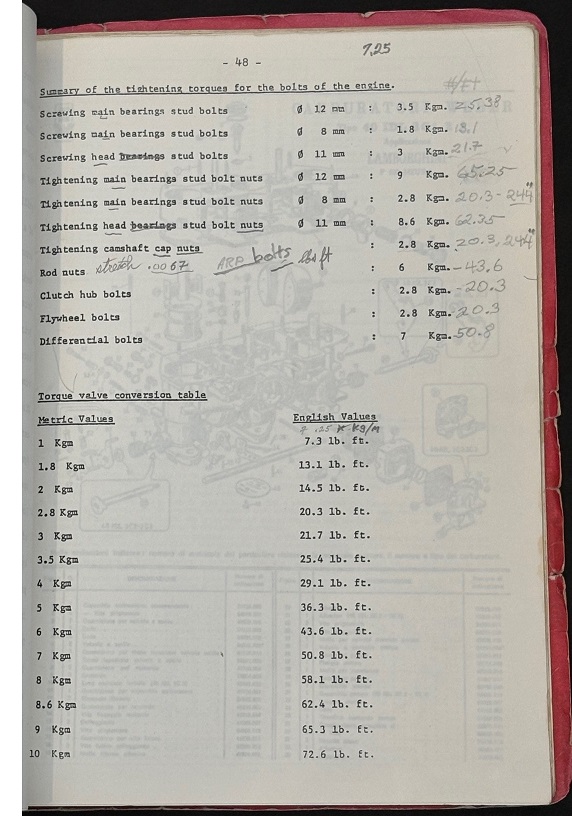 7,25
- 48 -
Summary of the tightening torques for the bolts of the engine. #/Ft
Screwing main bearings stud bolts Ø 12 mm : 3.5 Kgm. 25.38
Screwing main bearings stud bolts Ø 8 mm : 1.8 Kgm. 13.1
Screwing head bearings stud bolts Ø 11 mm : 3 Kgm. 21.7
Tightening main bearings stud bolt nuts Ø 12 mm : 9 Kgm. 65.25
Tightening main bearings stud bolt nuts Ø 8 mm : 2.8 Kgm. 20.3 - 244"
Tightening head bearings stud bolt nuts Ø 11 mm : 8.6 Kgm. 62.35
Tightening camshaft cap nuts : 2.8 Kgm. 20.3, 244"
Rod nuts stretch .0067 ARP bolts : 6 Kgm. - 43.6
Clutch hub bolts : 2.8 Kgm. - 20.3
Flywheel bolts : 2.8 Kgm. - 20.3
Differential bolts : 7 Kgm. 50.8
Torque valve conversion table
Metric Values English Values
7.25 x Kg/m
1 Kgm 7.3 lb. ft.
1.8 Kgm 13.1 lb. ft.
2 Kgm 14.5 lb. ft.
2.8 Kgm 20.3 lb. ft.
3 Kgm 21.7 lb. ft.
3.5 Kgm 25.4 lb. ft.
4 Kgm 29.1 lb. ft.
5 Kgm 36.3 lb. ft.
6 Kgm 43.6 lb. ft.
7 Kgm 50.8 lb. ft.
8 Kgm 58.1 lb. ft.
8.6 Kgm 62.4 lb. ft.
9 Kgm 65.3 lb. ft.
10 Kgm 72.6 lb. ft.